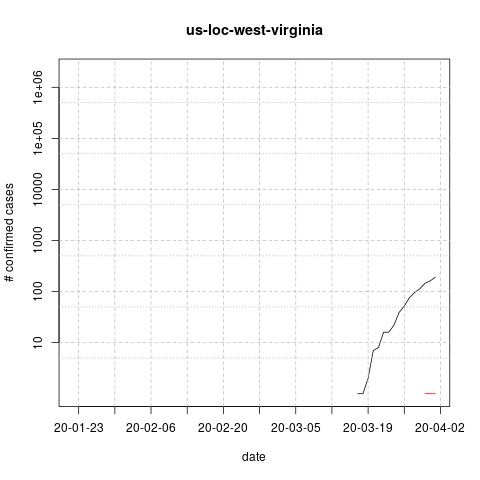 us-loc-west-virginia
# confirmed cases
1e+06
1e+05
10000
1000
100
10
20-01-23 20-02-06 20-02-20 20-03-05 20-03-19 20-04-02
date